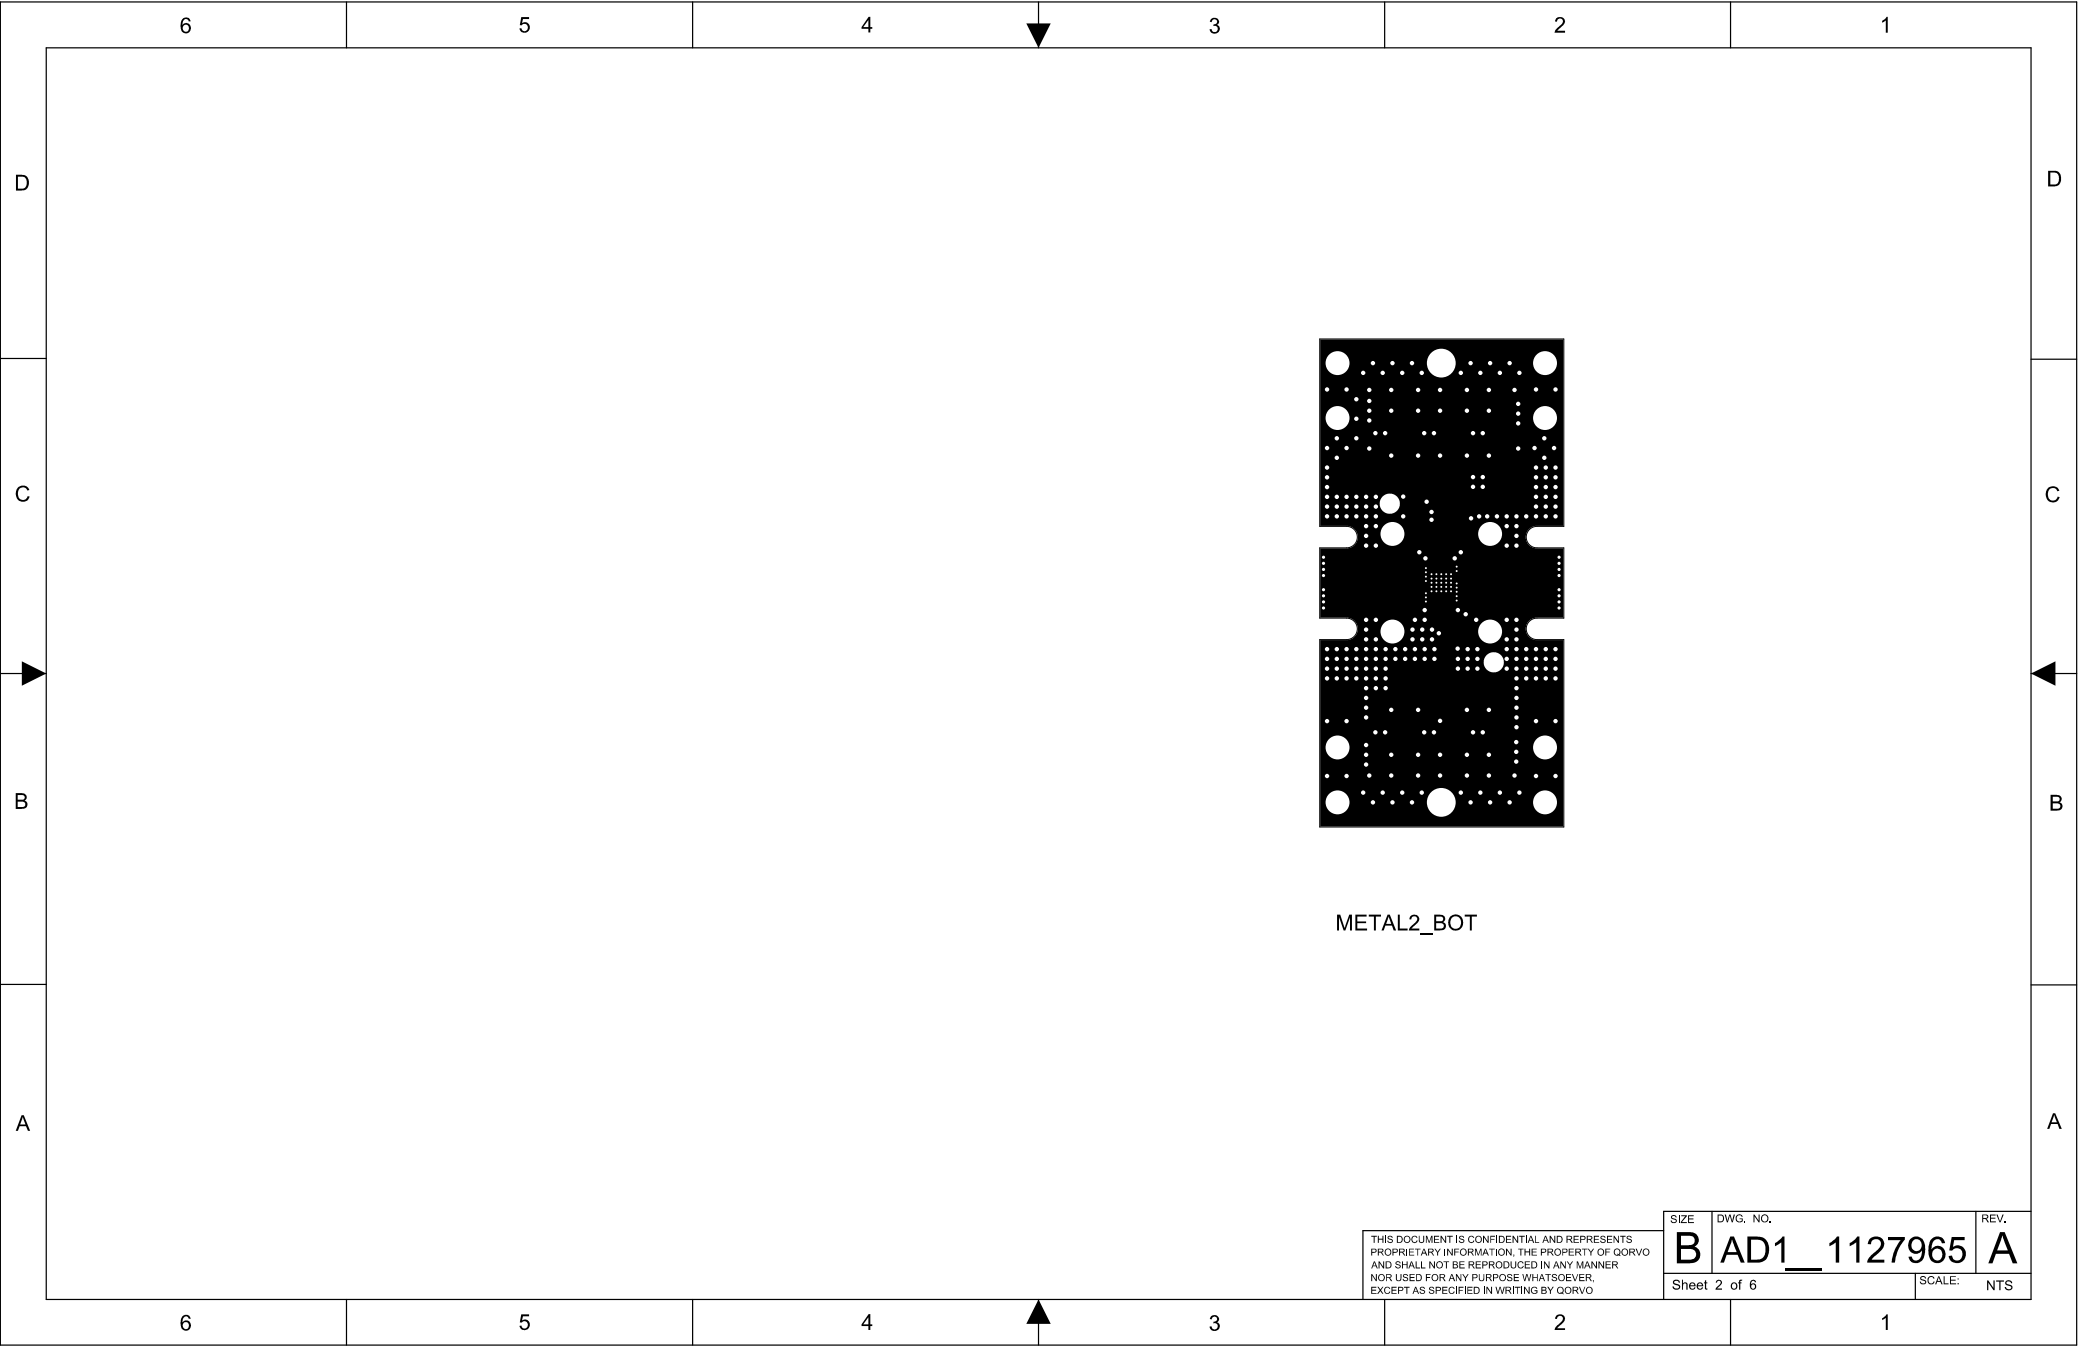 6 5 4 3 2 1
D D
C C
B B
A A
METAL2_BOT
THIS DOCUMENT IS CONFIDENTIAL AND REPRESENTS
PROPRIETARY INFORMATION, THE PROPERTY OF QORVO
AND SHALL NOT BE REPRODUCED IN ANY MANNER
NOR USED FOR ANY PURPOSE WHATSOEVER,
EXCEPT AS SPECIFIED IN WRITING BY QORVO
SIZE DWG. NO. REV.
B AD1__1127965 A
Sheet 2 of 6 SCALE: NTS
6 5 4 3 2 1